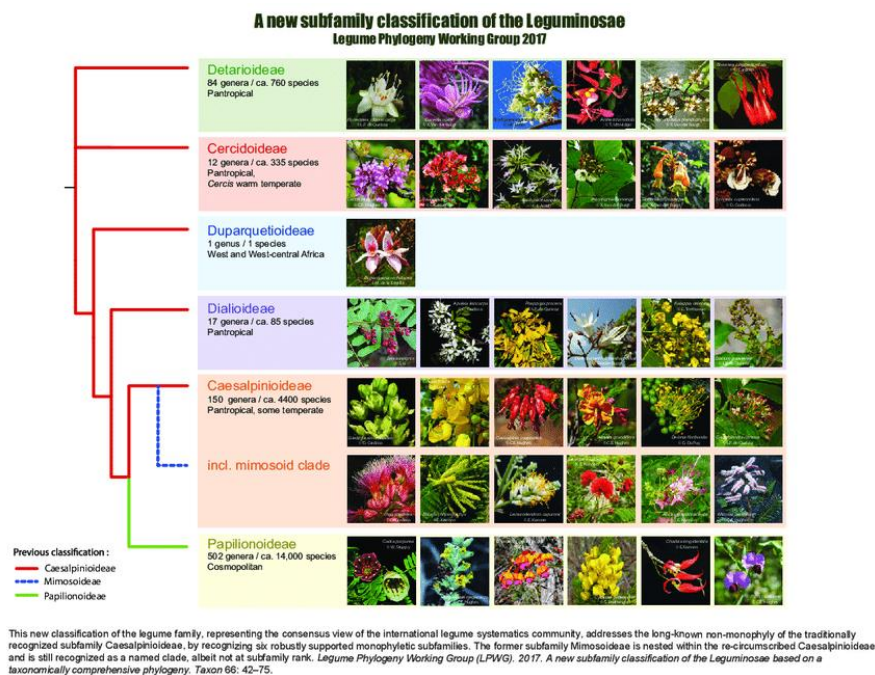 A new subfamily classification of the Leguminosae
Legume Phylogeny Working Group 2017
Detarioideae
84 genera / ca. 760 species
Pantropical
Cercidoideae
12 genera / ca. 335 species
Pantropical,
Cercis warm temperate
Duparquetioideae
1 genus / 1 species
West and West-central Africa
Dialioideae
17 genera / ca. 85 species
Pantropical
Caesalpinioideae
150 genera / ca. 4400 species
Pantropical, some temperate
incl. mimosoid clade
Papilionoideae
502 genera / ca. 14,000 species
Cosmopolitan
Previous classification :
Caesalpinioideae
Mimosoideae
Papilionoideae
This new classification of the legume family, representing the consensus view of the international legume systematics community, addresses the long-known non-monophyly of the traditionally
recognized subfamily Caesalpinioideae, by recognizing six robustly supported monophyletic subfamilies. The former subfamily Mimosoideae is nested within the re-circumscribed Caesalpinioideae
and is still recognized as a named clade, albeit not at subfamily rank. Legume Phylogeny Working Group (LPWG). 2017. A new subfamily classification of the Leguminosae based on a
taxonomically comprehensive phylogeny. Taxon 66: 42–75.